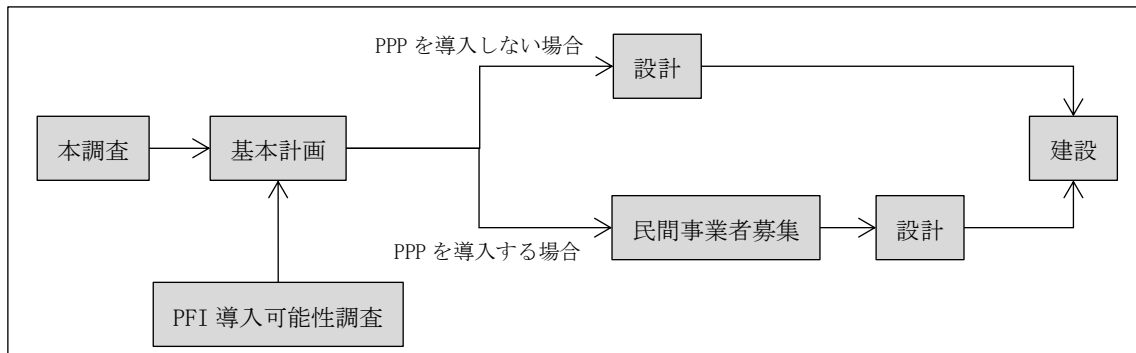 PPP を導入しない場合
設計
本調査
基本計画
建設
PPP を導入する場合
民間事業者募集
設計
PFI 導入可能性調査